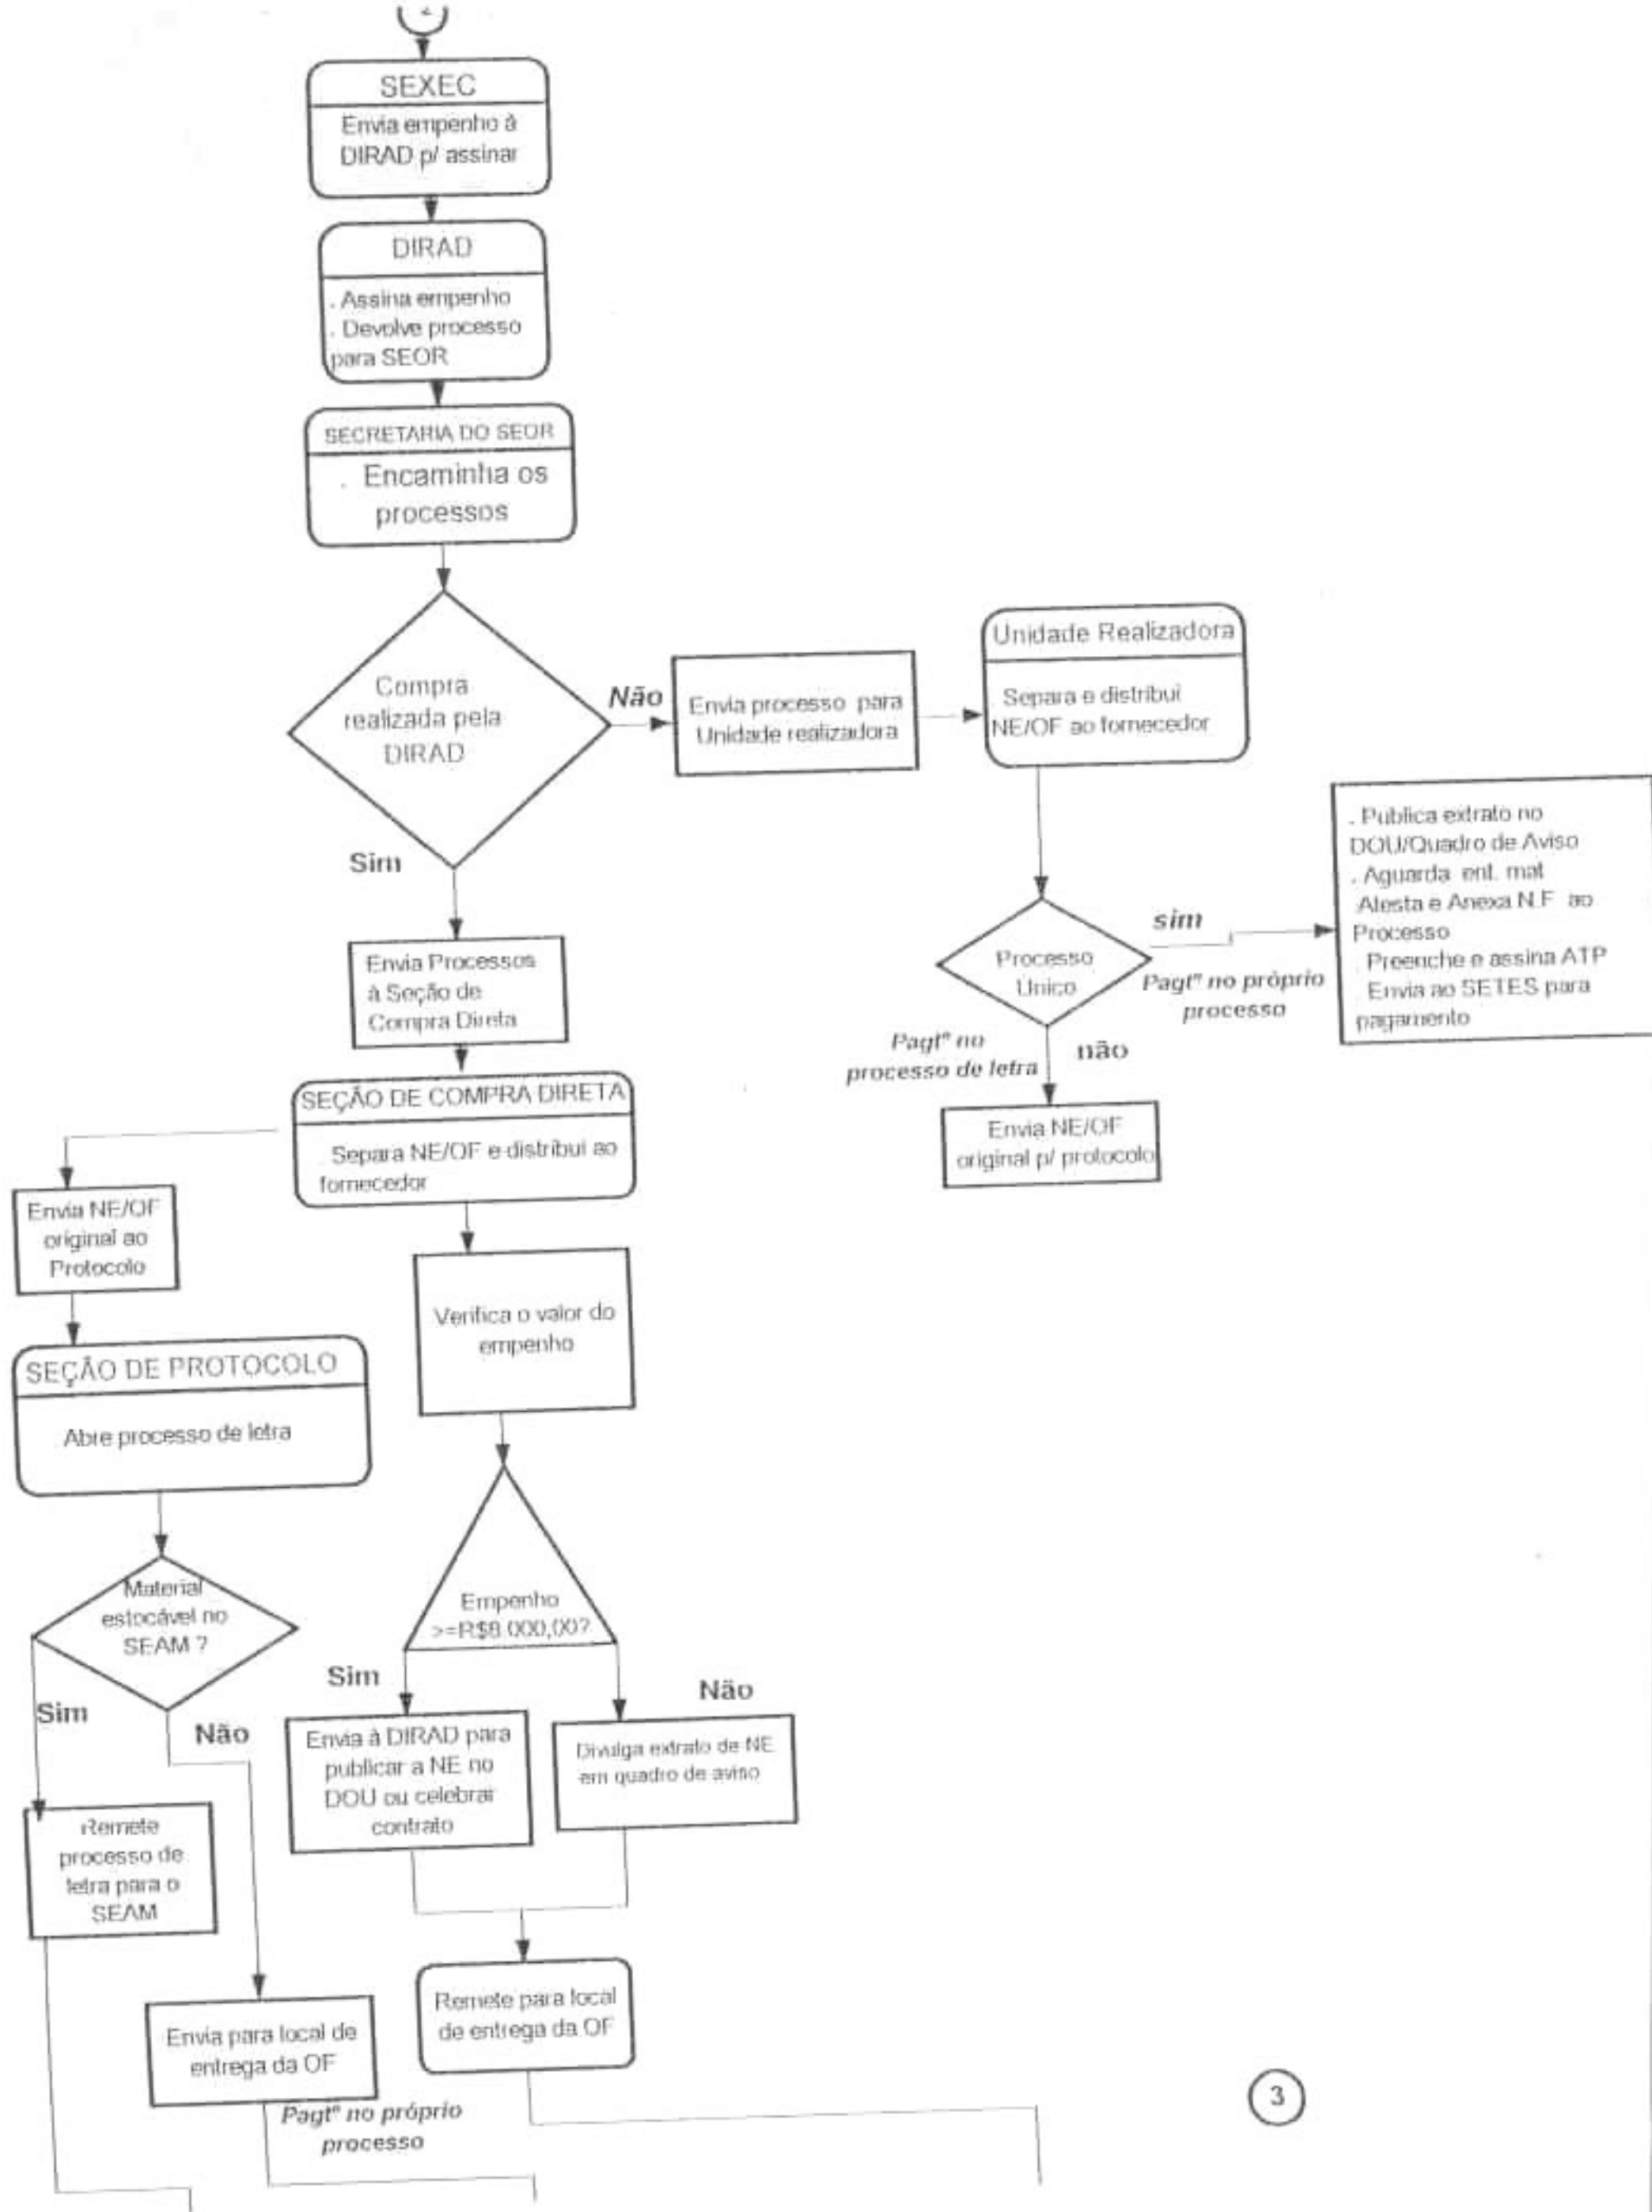 2
SEXEC
Envia empenho à
DIRAD p/ assinar
DIRAD
. Assina empenho
. Devolve processo
para SEOR
SECRETARIA DO SEOR
. Encaminha os
processos
Compra
realizada pela
DIRAD
Não
Envia processo para
Unidade realizadora
Unidade Realizadora
Separa e distribui
NE/OF ao fornecedor
Sim
Processo
Único
sim
Pagtº no próprio
processo
. Publica extrato no
DOU/Quadro de Aviso
. Aguarda ent. mat
Atesta e Anexa N.F ao
Processo
. Preenche e assina ATP
. Envia ao SETES para
pagamento
Pagtº no
processo de letra
não
Envia NE/OF
original p/ protocolo
Envia Processos
à Seção de
Compra Direta
SEÇÃO DE COMPRA DIRETA
. Separa NE/OF e distribui ao
fornecedor
Envia NE/OF
original ao
Protocolo
SEÇÃO DE PROTOCOLO
. Abre processo de letra
Verifica o valor do
empenho
Material
estocável no
SEAM ?
Sim
Não
Empenho
>=R$8.000,00?
Sim
Não
Envia à DIRAD para
publicar a NE no
DOU ou celebrar
contrato
Divulga extrato de NE
em quadro de aviso
Remete
processo de
letra para o
SEAM
Envia para local de
entrega da OF
Remete para local
de entrega da OF
Pagtº no próprio
processo
3